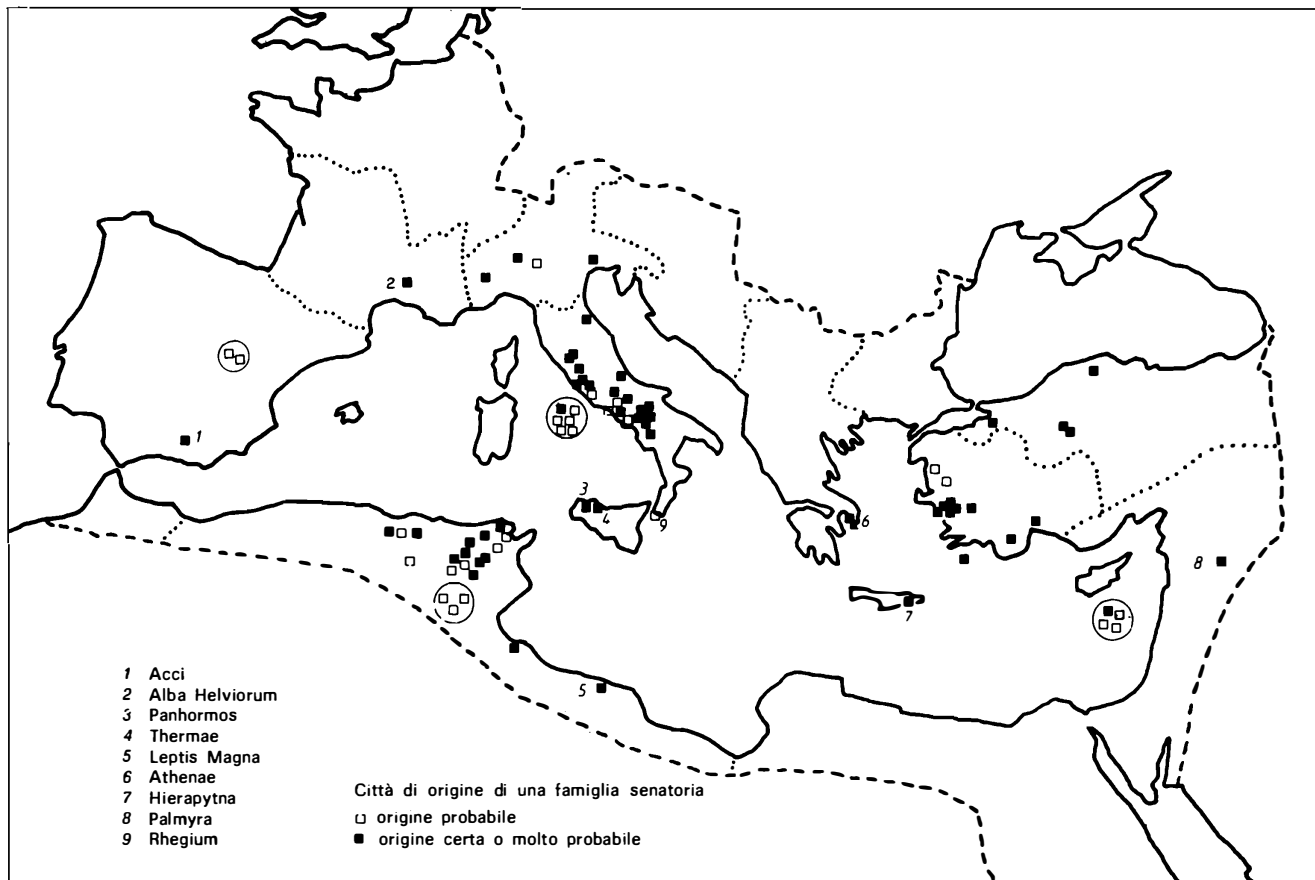 1 Acci
2 Alba Helviorum
3 Panhormos
4 Thermae
5 Leptis Magna
6 Athenae
7 Hierapytna
8 Palmyra
9 Rhegium
Città di origine di una famiglia senatoria
□ origine probabile
■ origine certa o molto probabile
1
2
3
4
5
6
7
8
9